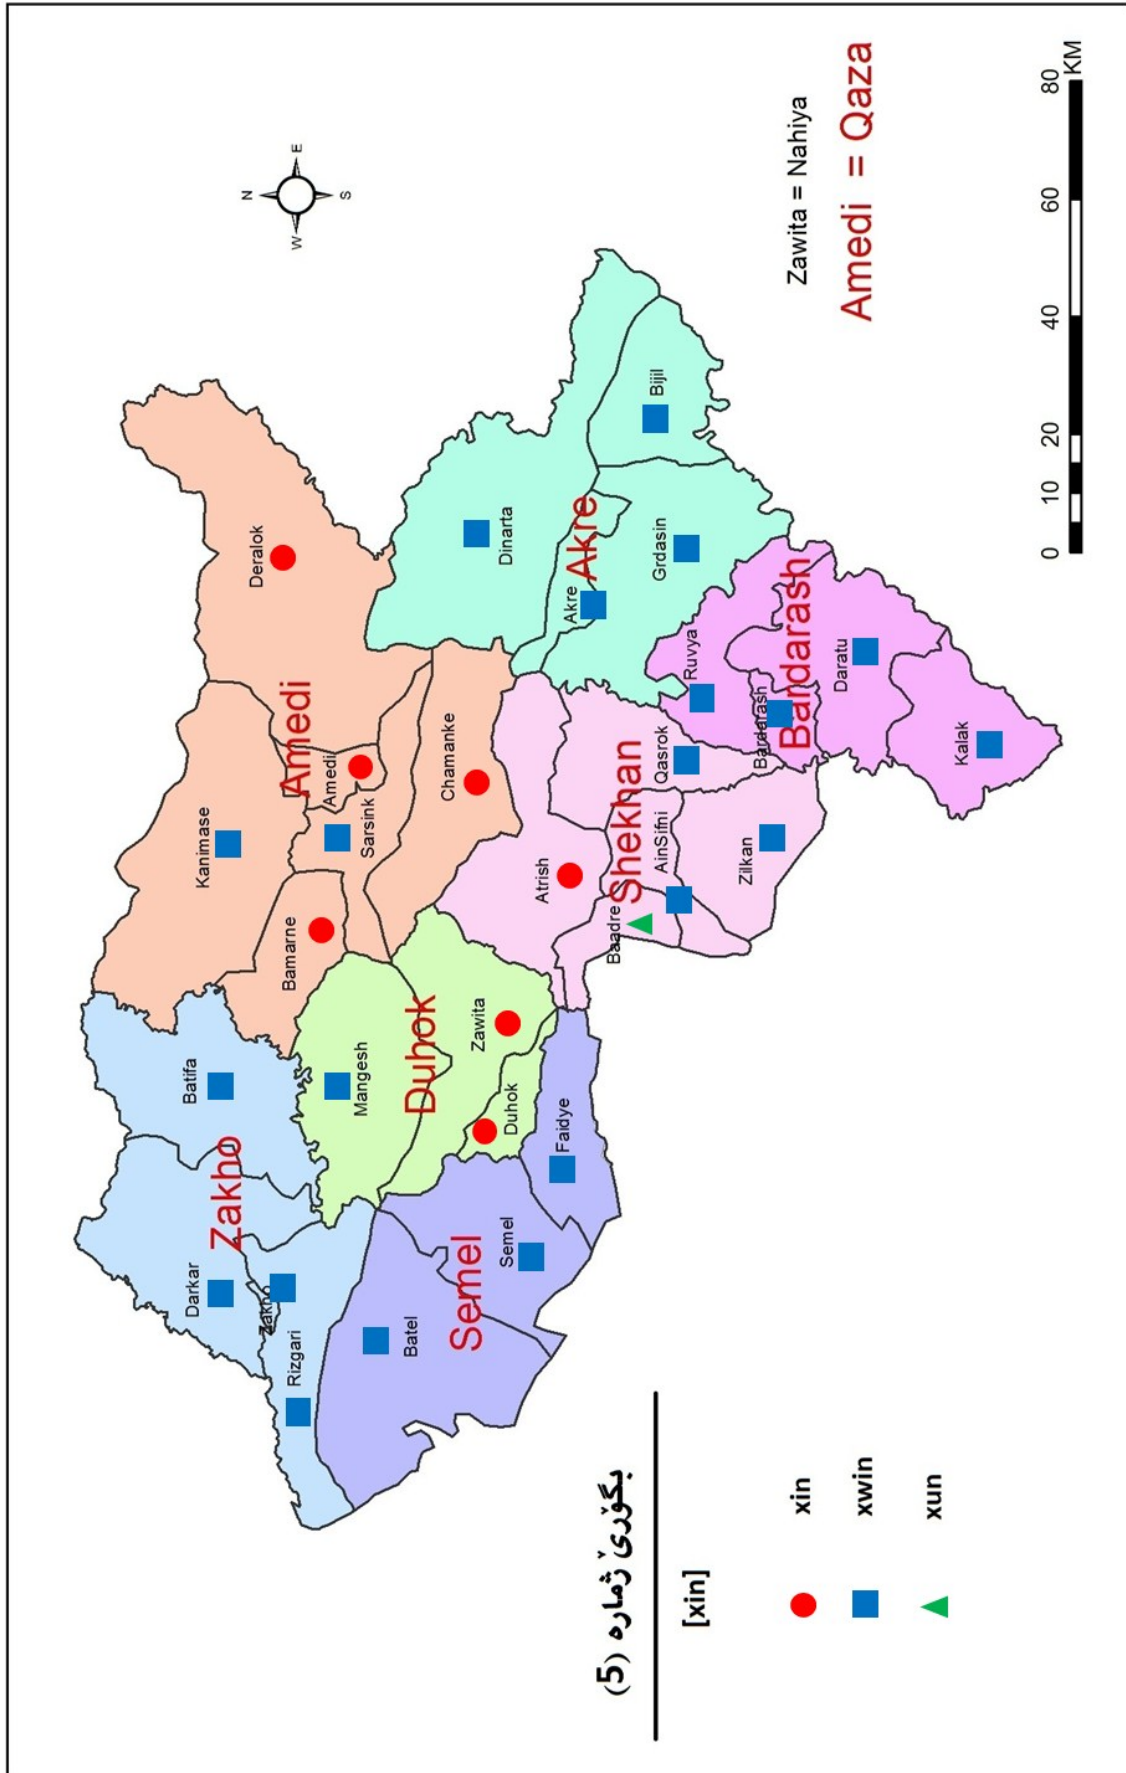 بگۆڕێ ژماره (5)
[xin]
xin
xwin
xun
N
E
S
W
Zawita = Nahiya
Amedi = Qaza
0 10 20 40 60 80
KM
Zakho
Darkar
Zakho
Rizgari
Batifa
Semel
Batel
Semel
Faidye
Duhok
Mangesh
Zawita
Duhok
Amedi
Kanimase
Bamarne
Sarsink
Amedi
Deralok
Chamanke
Shekhan
Atrish
Baadre
AinSifni
Qasrok
Zilkan
Akre
Dinarta
Akre
Grdasin
Bijil
Bardarash
Ruvya
Bardarash
Daratu
Kalak